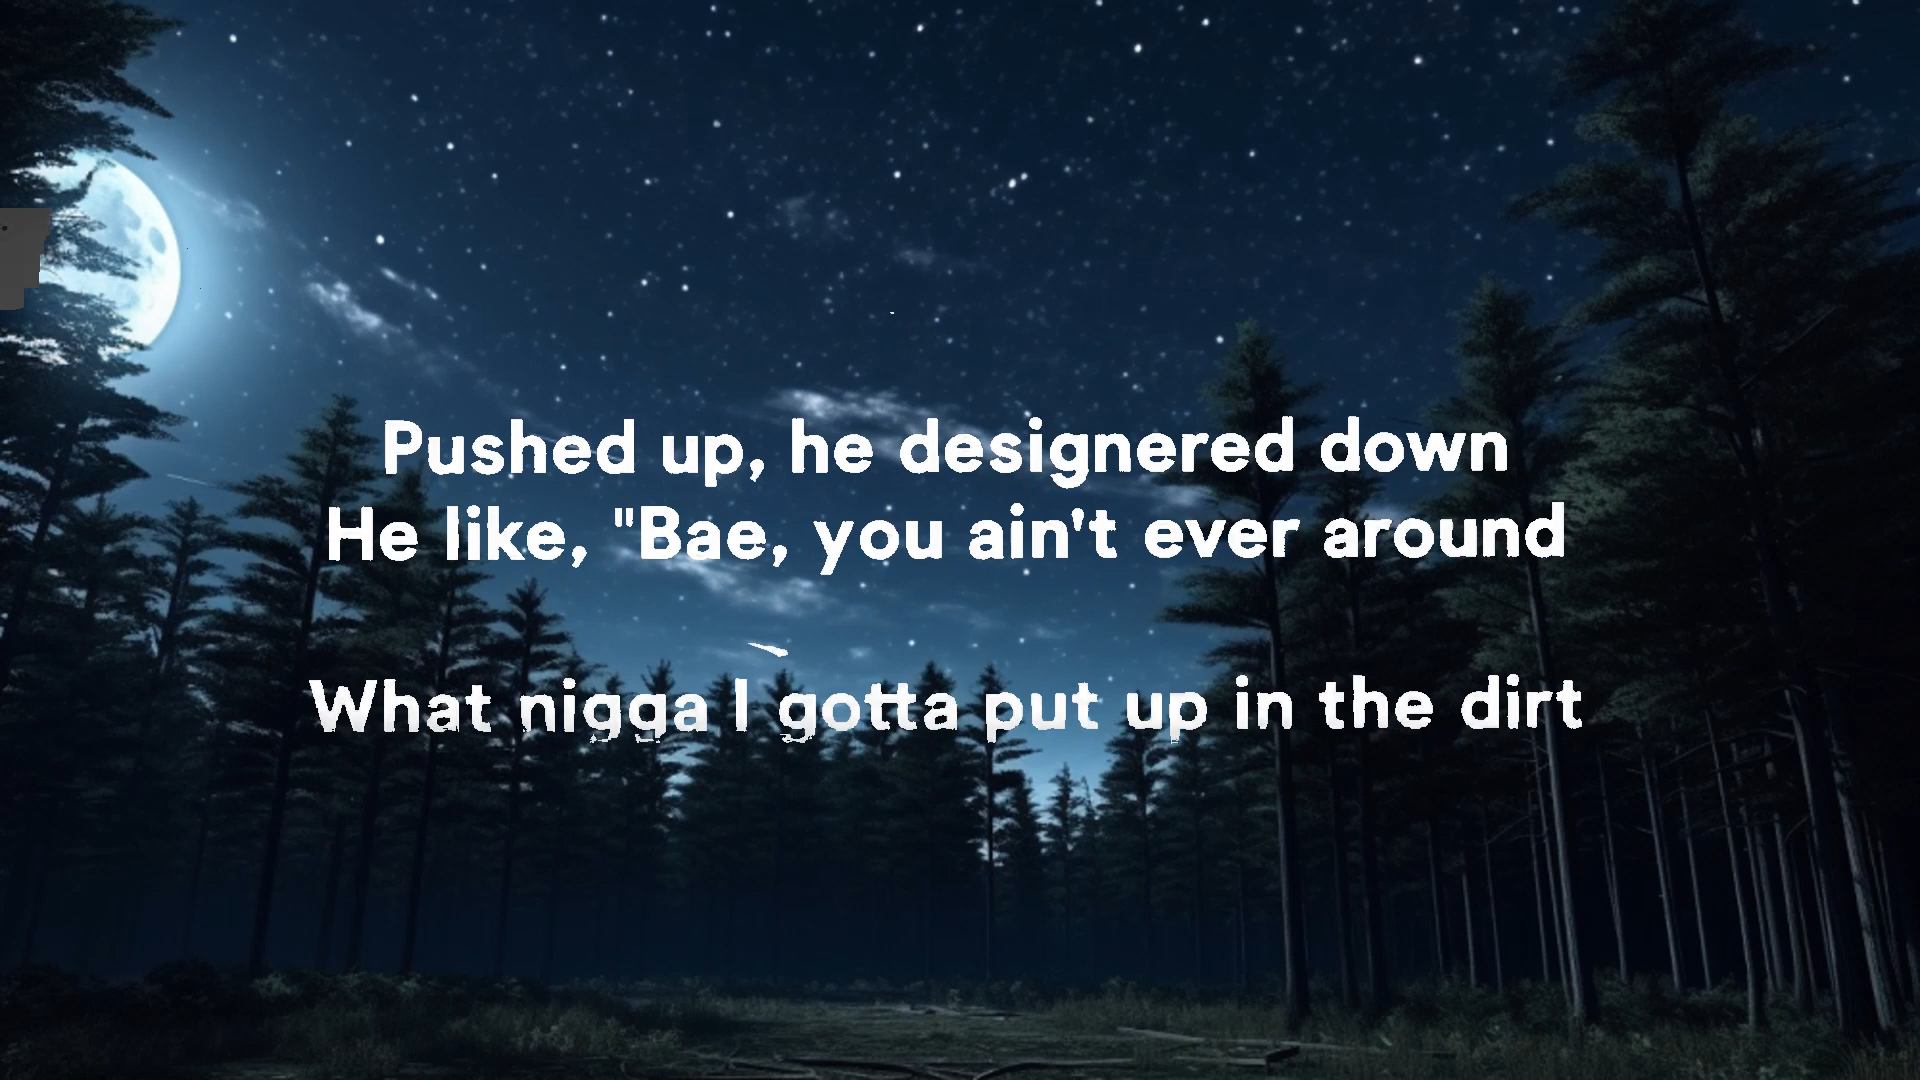 Pushed up, he designered down
He like, "Bae, you ain't ever around
What nigga I gotta put up in the dirt